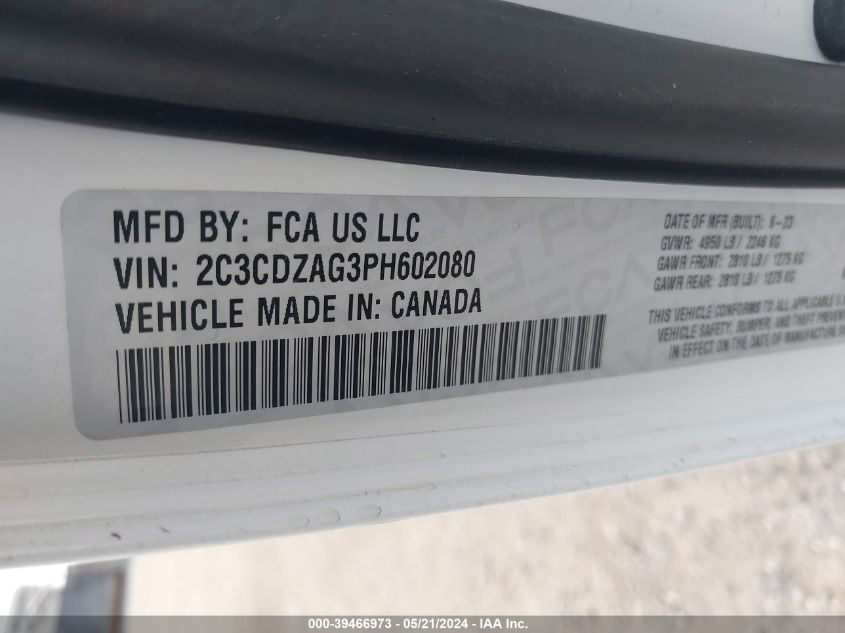 MFD BY: FCA US LLC
VIN: 2C3CDZAG3PH602080
VEHICLE MADE IN: CANADA
DATE OF MFR (BUILT): 5-23
GVWR: 4950 LB / 2246 KG
GAWR FRONT: 2810 LB / 1275 KG
GAWR REAR: 2810 LB / 1275 KG
THIS VEHICLE CONFORMS TO ALL APPLICABLE U.S
VEHICLE SAFETY, BUMPER, AND THEFT PREVENT
IN EFFECT ON THE DATE OF MANUFACTURE SH
000-39466973 - 05/21/2024 - IAA Inc.